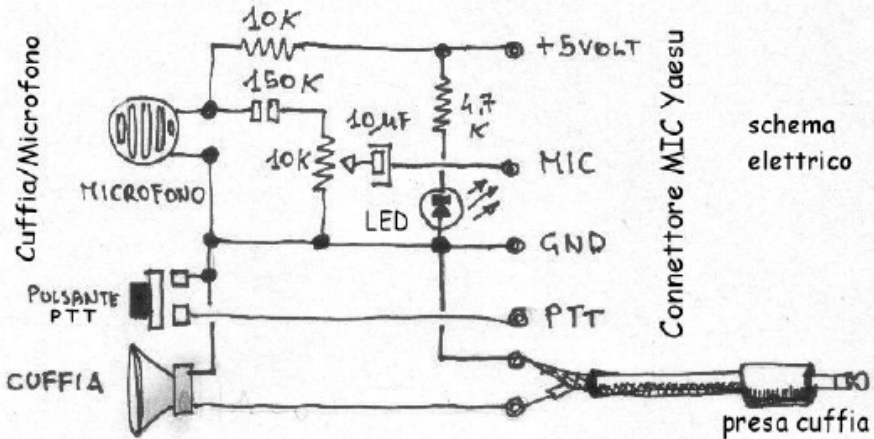 10K
+5VOLT
150K
4,7
K
10µF
10K
MIC
MICROFONO
LED
GND
PULSANTE
PTT
PTT
CUFFIA
Cuffia/Microfono
Connettore MIC Yaesu
schema
elettrico
presa cuffia